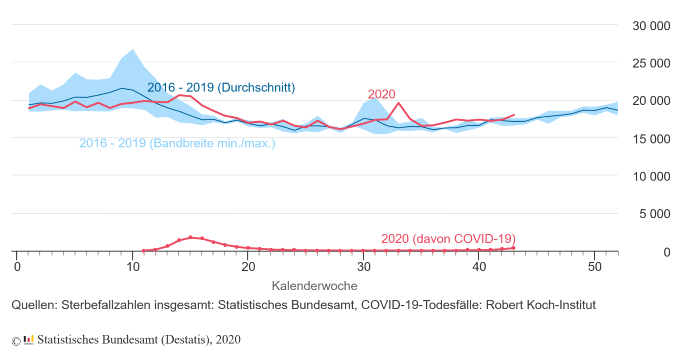 30 000
25 000
2016 - 2019 (Durchschnitt)
2020
20 000
2016 - 2019 (Bandbreite min./max.)
15 000
10 000
5 000
2020 (davon COVID-19)
0
0 10 20 30 40 50
Kalenderwoche
Quellen: Sterbefallzahlen insgesamt: Statistisches Bundesamt, COVID-19-Todesfälle: Robert Koch-Institut
© Statistisches Bundesamt (Destatis), 2020